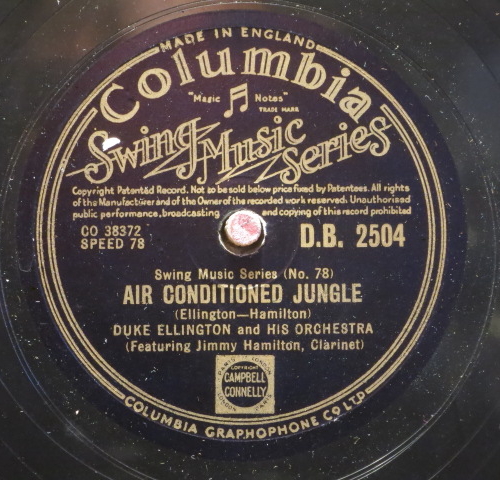 MADE IN ENGLAND
Columbia
"Magic Notes"
TRADE MARK
Swing Music Series
Copyright Patented Record. Not to be sold below price fixed by Patentees. All rights
of the Manufacturer and of the Owner of the recorded work reserved. Unauthorised
public performance, broadcasting and copying of this record prohibited
CO 38372
SPEED 78
D.B. 2504
Swing Music Series (No. 78)
AIR CONDITIONED JUNGLE
(Ellington—Hamilton)
DUKE ELLINGTON and HIS ORCHESTRA
(Featuring Jimmy Hamilton, Clarinet)
COPYRIGHT
CAMPBELL
CONNELLY
COLUMBIA GRAPHOPHONE CO LTD